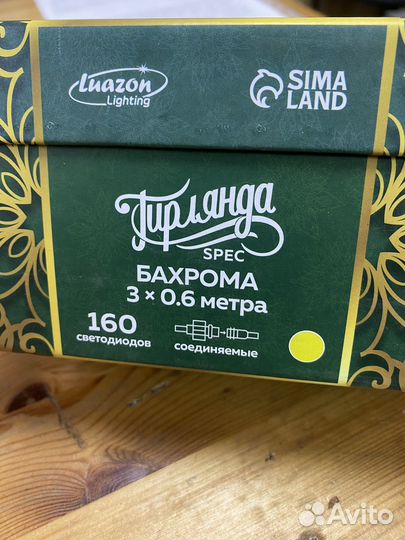 Luazon
Lighting
SIMA
LAND
Гирлянда
SPEC
БАХРОМА
3 × 0.6 метра
160
светодиодов
соединяемые
Avito